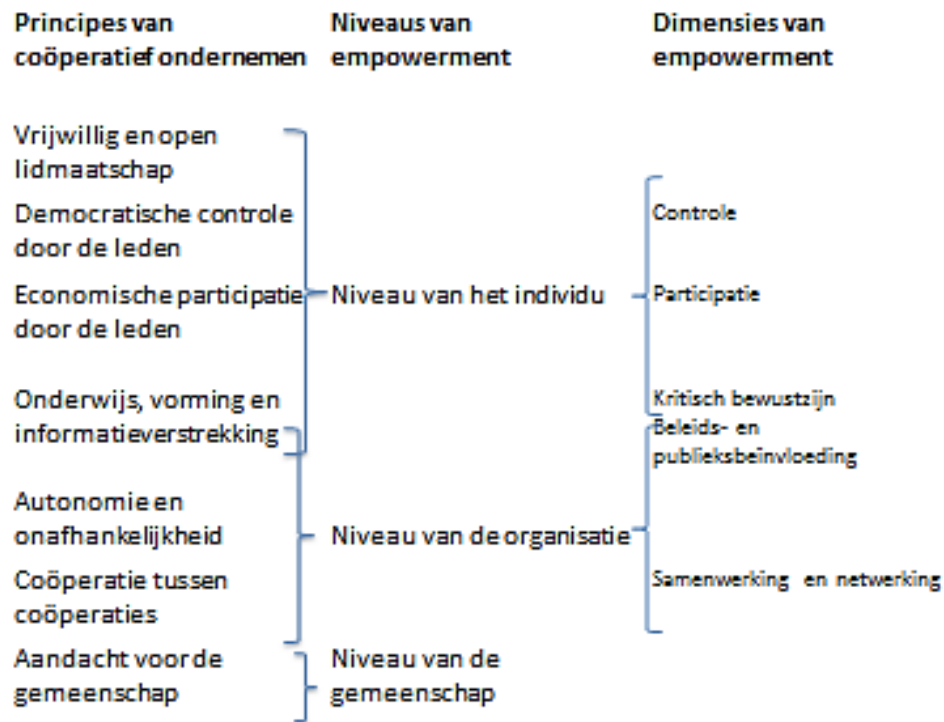 Principes van
coöperatief ondernemen
Niveaus van
empowerment
Dimensies van
empowerment
Vrijwillig en open
lidmaatschap
Democratische controle
door de leden
Controle
Economische participatie
door de leden
Niveau van het individu
Participatie
Onderwijs, vorming en
informatieverstrekking
Kritisch bewustzijn
Beleids- en
publieksbeïnvloeding
Autonomie en
onafhankelijkheid
Niveau van de organisatie
Coöperatie tussen
coöperaties
Samenwerking en netwerking
Aandacht voor de
gemeenschap
Niveau van de
gemeenschap